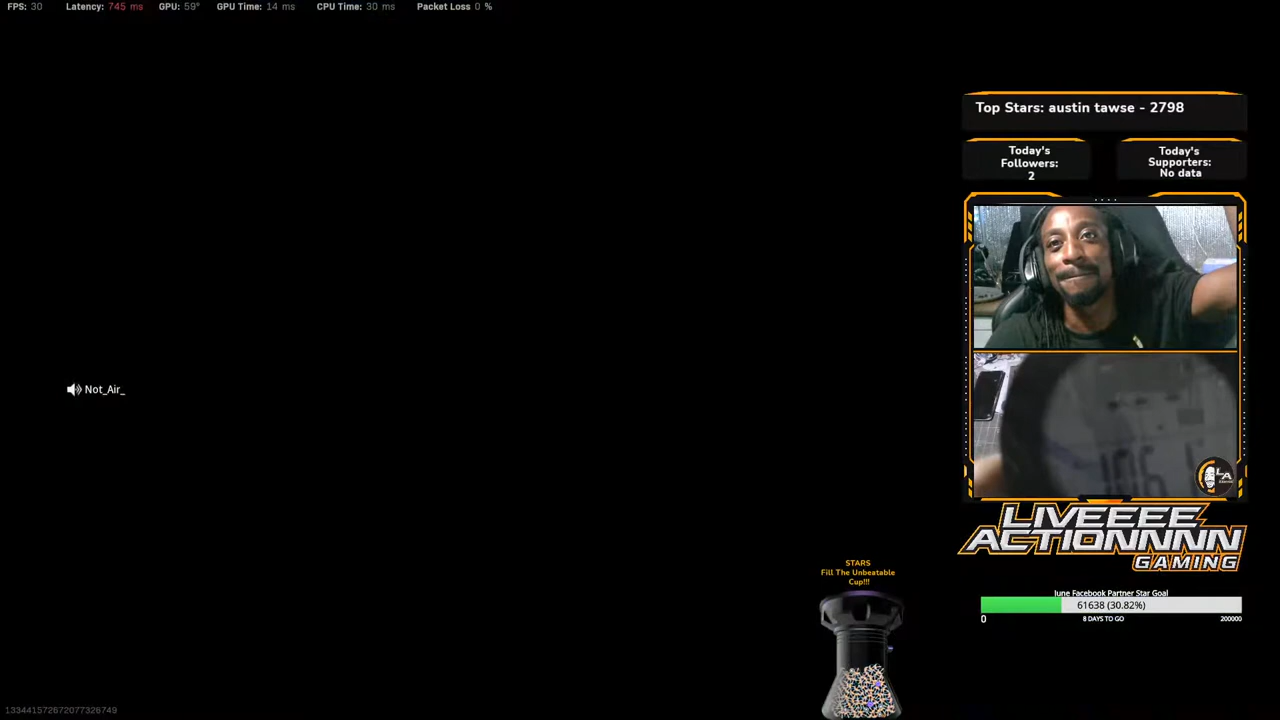 FPS: 30 Latency: 745 ms GPU: 59° GPU Time: 14 ms CPU Time: 30 ms Packet Loss 0 %
Top Stars: austin tawse - 2798
Today's
Followers:
2
Today's
Supporters:
No data
Not_Air_
LA
LIVEEEE
ACTIONNNN
GAMING
STARS
Fill The Unbeatable
Cup!!!
June Facebook Partner Star Goal
61638 (30.82%)
0 8 DAYS TO GO 200000
133441572672077326749